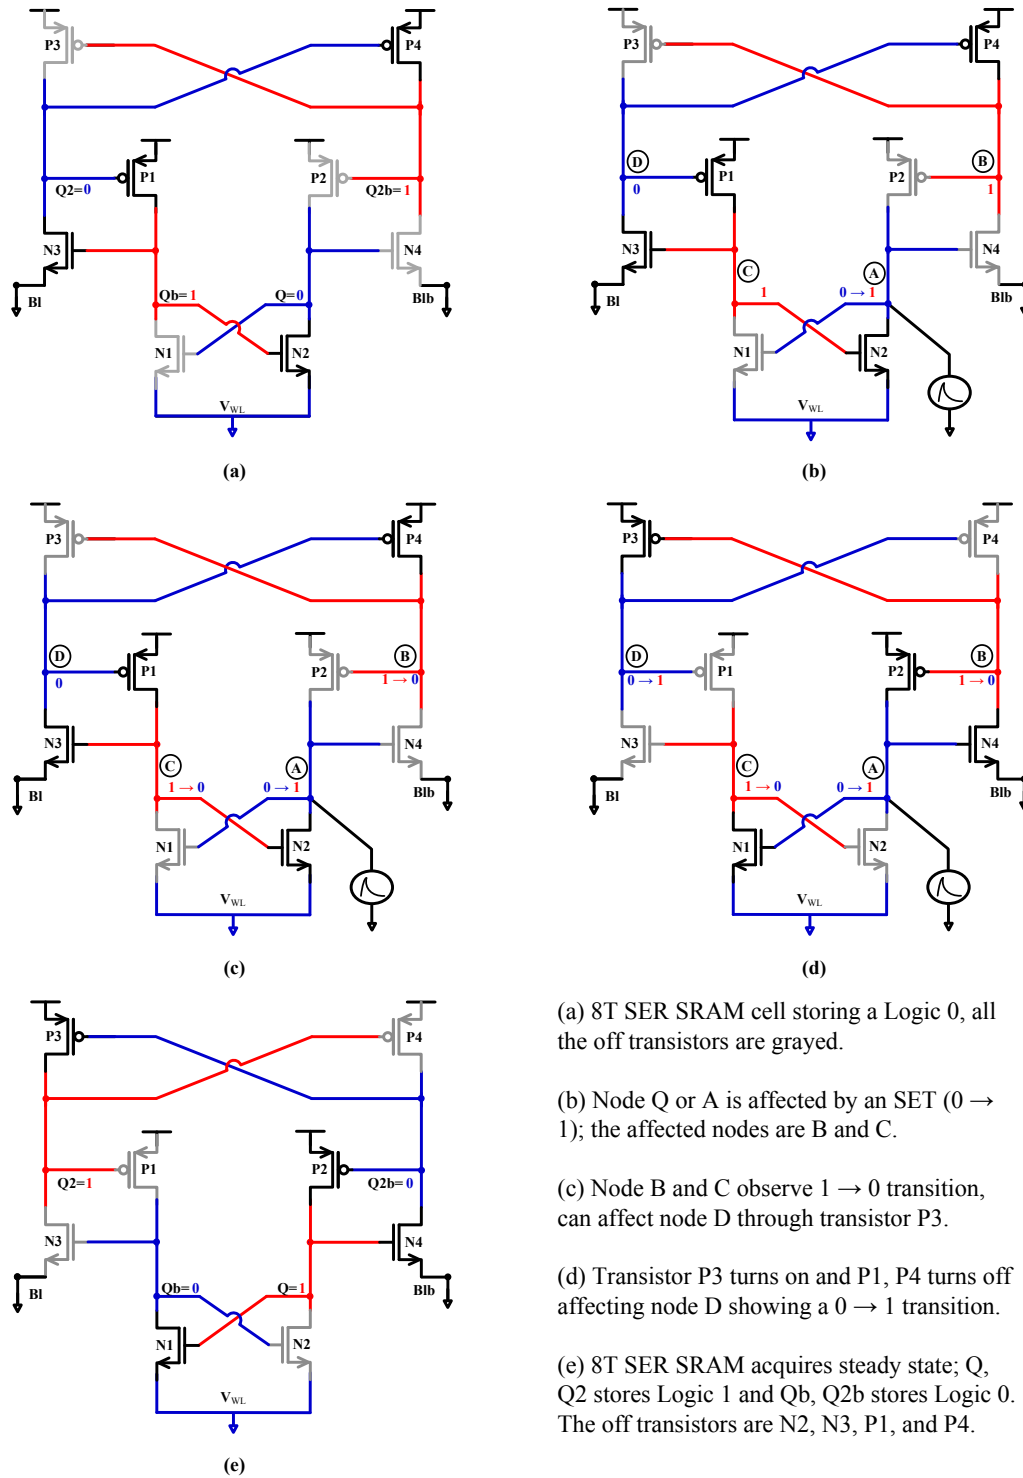 P3
P4
P1
P2
Q2=0
Q2b=1
N3
N4
Bl
Blb
Qb=1
Q=0
N1
N2
VWL
(a)
P3
P4
D
B
P1
P2
0
1
N3
N4
C
A
Bl
Blb
1
0 → 1
N1
N2
VWL
(b)
P3
P4
D
B
P1
P2
0
1 → 0
N3
N4
C
A
Bl
Blb
1 → 0
0 → 1
N1
N2
VWL
(c)
P3
P4
D
B
P1
P2
0 → 1
1 → 0
N3
N4
C
A
Bl
Blb
1 → 0
0 → 1
N1
N2
VWL
(d)
P3
P4
P1
P2
Q2=1
Q2b=0
N3
N4
Bl
Blb
Qb=0
Q=1
N1
N2
VWL
(e)
(a) 8T SER SRAM cell storing a Logic 0, all
the off transistors are grayed.
(b) Node Q or A is affected by an SET (0 →
1); the affected nodes are B and C.
(c) Node B and C observe 1 → 0 transition,
can affect node D through transistor P3.
(d) Transistor P3 turns on and P1, P4 turns off
affecting node D showing a 0 → 1 transition.
(e) 8T SER SRAM acquires steady state; Q,
Q2 stores Logic 1 and Qb, Q2b stores Logic 0.
The off transistors are N2, N3, P1, and P4.